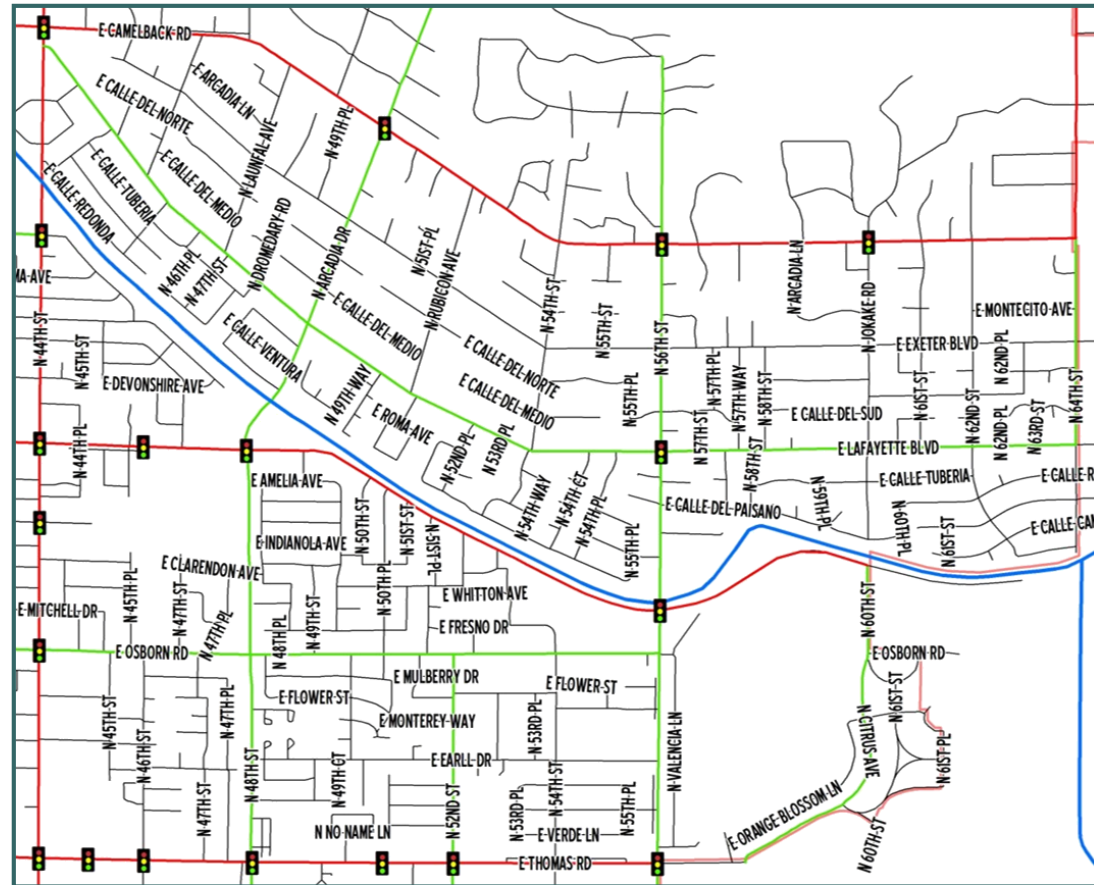 E CAMELBACK RD
E ARCADIA LN
E CALLE DEL NORTE
N LAUNFAL AVE
N 49TH PL
E CALLE TUBERIA
E CALLE DEL MEDIO
E CALLE REDONDA
N DROMEDARY RD
N ARCADIA DR
N 51ST PL
N RUBICON AVE
N 46TH PL
N 47TH ST
MA AVE
N 54TH ST
N 55TH ST
N 56TH ST
N ARCADIA LN
N JOKAKE RD
E MONTECITO AVE
N 44TH ST
N 45TH ST
E CALLE VENTURA
E CALLE DEL MEDIO
E CALLE DEL NORTE
E EXETER BLVD
N 62ND PL
E DEVONSHIRE AVE
N 49TH WAY
E CALLE DEL MEDIO
N 55TH PL
N 57TH PL
N 57TH WAY
N 58TH ST
N 61ST ST
N 62ND ST
N 64TH ST
E ROMA AVE
E CALLE DEL SUD
N 62ND PL
N 63RD ST
N 44TH PL
N 52ND PL
N 53RD PL
N 57TH ST
E LAFAYETTE BLVD
N 58TH ST
E AMELIA AVE
E CALLE TUBERIA
E CALLE R
N 50TH ST
N 51ST ST
N 51ST PL
N 54TH WAY
N 54TH CT
N 54TH PL
E CALLE DEL PAISANO
N 59TH PL
N 60TH PL
N 61ST ST
E CALLE CAM
E INDIANOLA AVE
N 55TH PL
E CLARENDON AVE
N 45TH PL
N 47TH ST
N 47TH PL
N 49TH ST
N 50TH PL
E WHITTON AVE
E MITCHELL DR
E FRESNO DR
N 60TH ST
N 48TH PL
E OSBORN RD
E OSBORN RD
E MULBERRY DR
E FLOWER ST
E FLOWER ST
N 61ST ST
N 45TH ST
N 46TH ST
N 47TH PL
E MONTEREY WAY
N 53RD PL
N VALENCIA LN
N CITRUS AVE
E EARLL DR
N 61ST PL
N 47TH ST
N 48TH ST
N 49TH CT
N 52ND ST
N 53RD PL
N 54TH ST
N 55TH PL
E ORANGE BLOSSOM LN
N NO NAME LN
E VERDE LN
N 60TH ST
E THOMAS RD